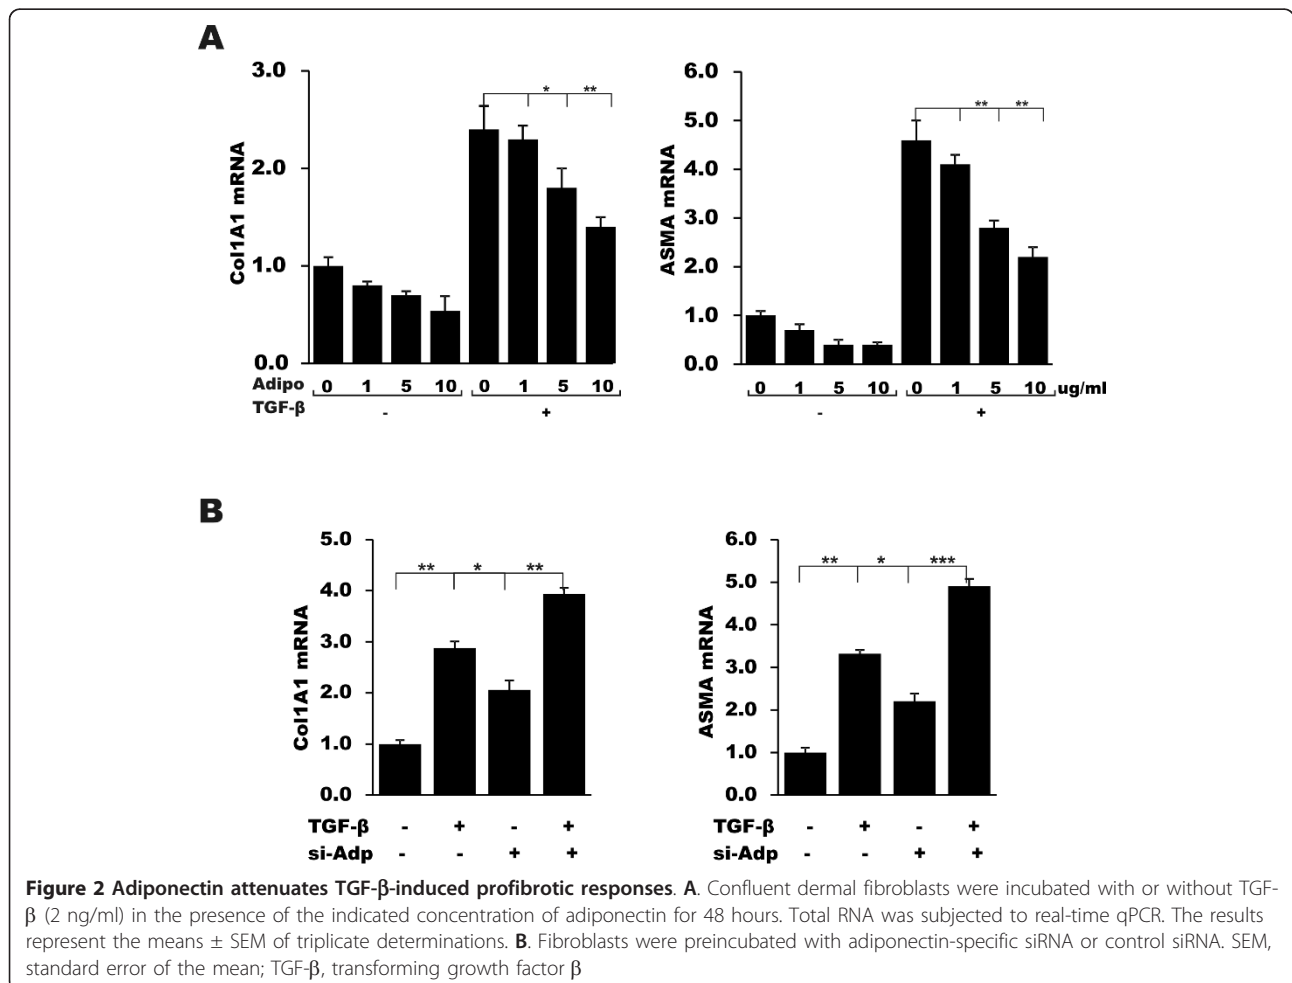 A
3.0
2.0
1.0
0.0
Col1A1 mRNA
* **
Adipo 0 1 5 10 0 1 5 10
TGF-β - +
6.0
5.0
4.0
3.0
2.0
1.0
0.0
ASMA mRNA
** **
0 1 5 10 0 1 5 10 ug/ml
- +
B
5.0
4.0
3.0
2.0
1.0
0.0
Col1A1 mRNA
** * **
TGF-β - + - +
si-Adp - - + +
6.0
5.0
4.0
3.0
2.0
1.0
0.0
ASMA mRNA
** * ***
TGF-β - + - +
si-Adp - - + +
Figure 2 Adiponectin attenuates TGF-β-induced profibrotic responses. A. Confluent dermal fibroblasts were incubated with or without TGF-
β (2 ng/ml) in the presence of the indicated concentration of adiponectin for 48 hours. Total RNA was subjected to real-time qPCR. The results
represent the means ± SEM of triplicate determinations. B. Fibroblasts were preincubated with adiponectin-specific siRNA or control siRNA. SEM,
standard error of the mean; TGF-β, transforming growth factor β